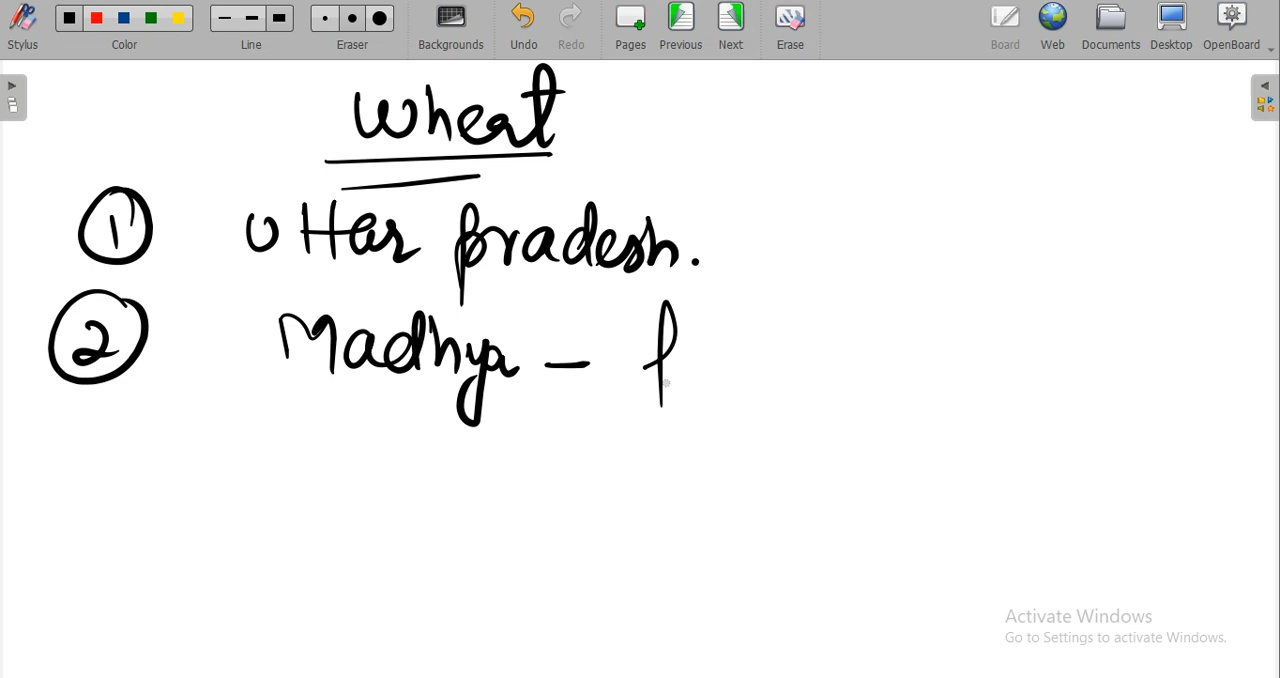 Stylus Color Line Eraser Backgrounds Undo Redo Pages Previous Next Erase Board Web Documents Desktop OpenBoard
Wheat
1 Uttar Pradesh.
2 Madhya - P
Activate Windows
Go to Settings to activate Windows.